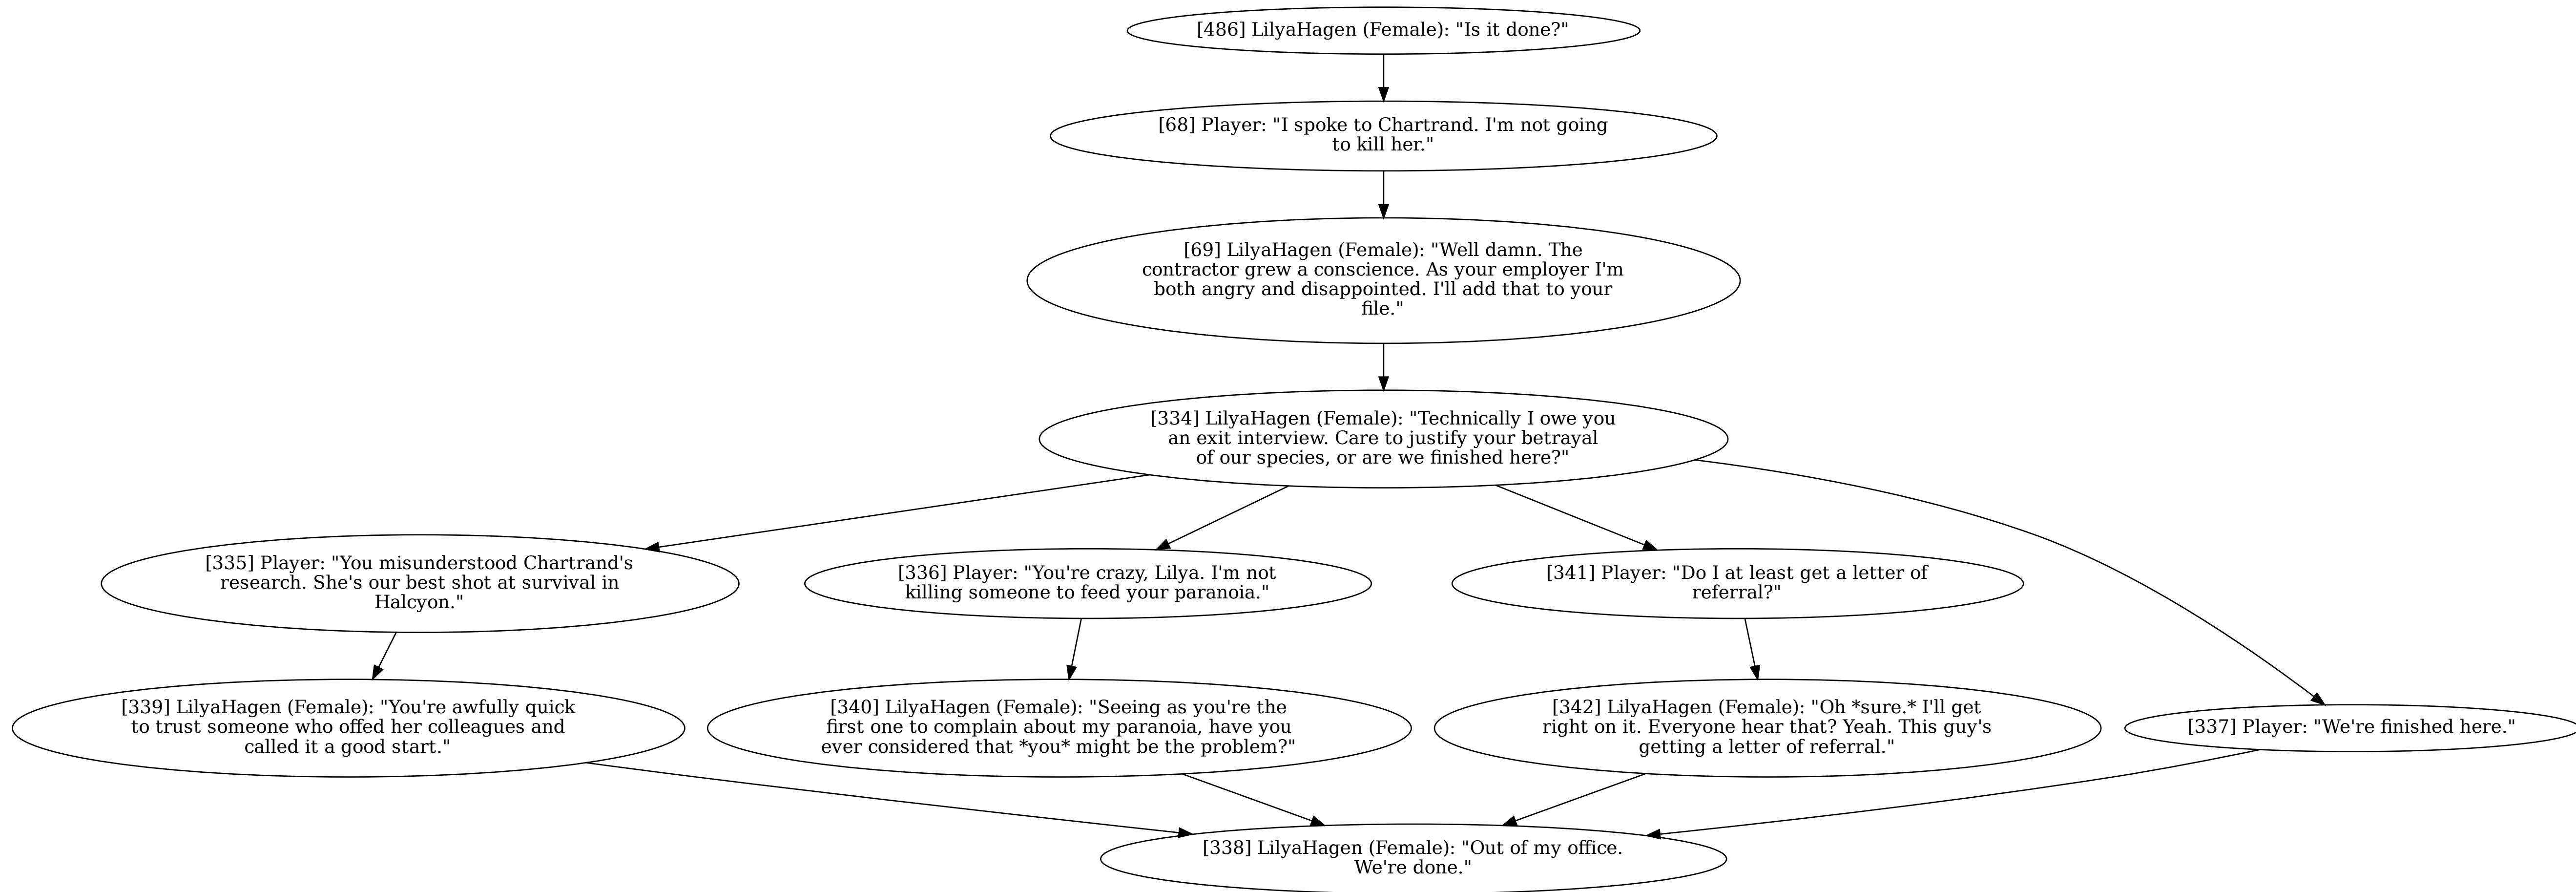 [486] LilyaHagen (Female): "Is it done?"
[68] Player: "I spoke to Chartrand. I'm not going
to kill her."
[69] LilyaHagen (Female): "Well damn. The
contractor grew a conscience. As your employer I'm
both angry and disappointed. I'll add that to your
file."
[334] LilyaHagen (Female): "Technically I owe you
an exit interview. Care to justify your betrayal
of our species, or are we finished here?"
[335] Player: "You misunderstood Chartrand's
research. She's our best shot at survival in
Halcyon."
[336] Player: "You're crazy, Lilya. I'm not
killing someone to feed your paranoia."
[341] Player: "Do I at least get a letter of
referral?"
[339] LilyaHagen (Female): "You're awfully quick
to trust someone who offed her colleagues and
called it a good start."
[340] LilyaHagen (Female): "Seeing as you're the
first one to complain about my paranoia, have you
ever considered that *you* might be the problem?"
[342] LilyaHagen (Female): "Oh *sure.* I'll get
right on it. Everyone hear that? Yeah. This guy's
getting a letter of referral."
[337] Player: "We're finished here."
[338] LilyaHagen (Female): "Out of my office.
We're done."